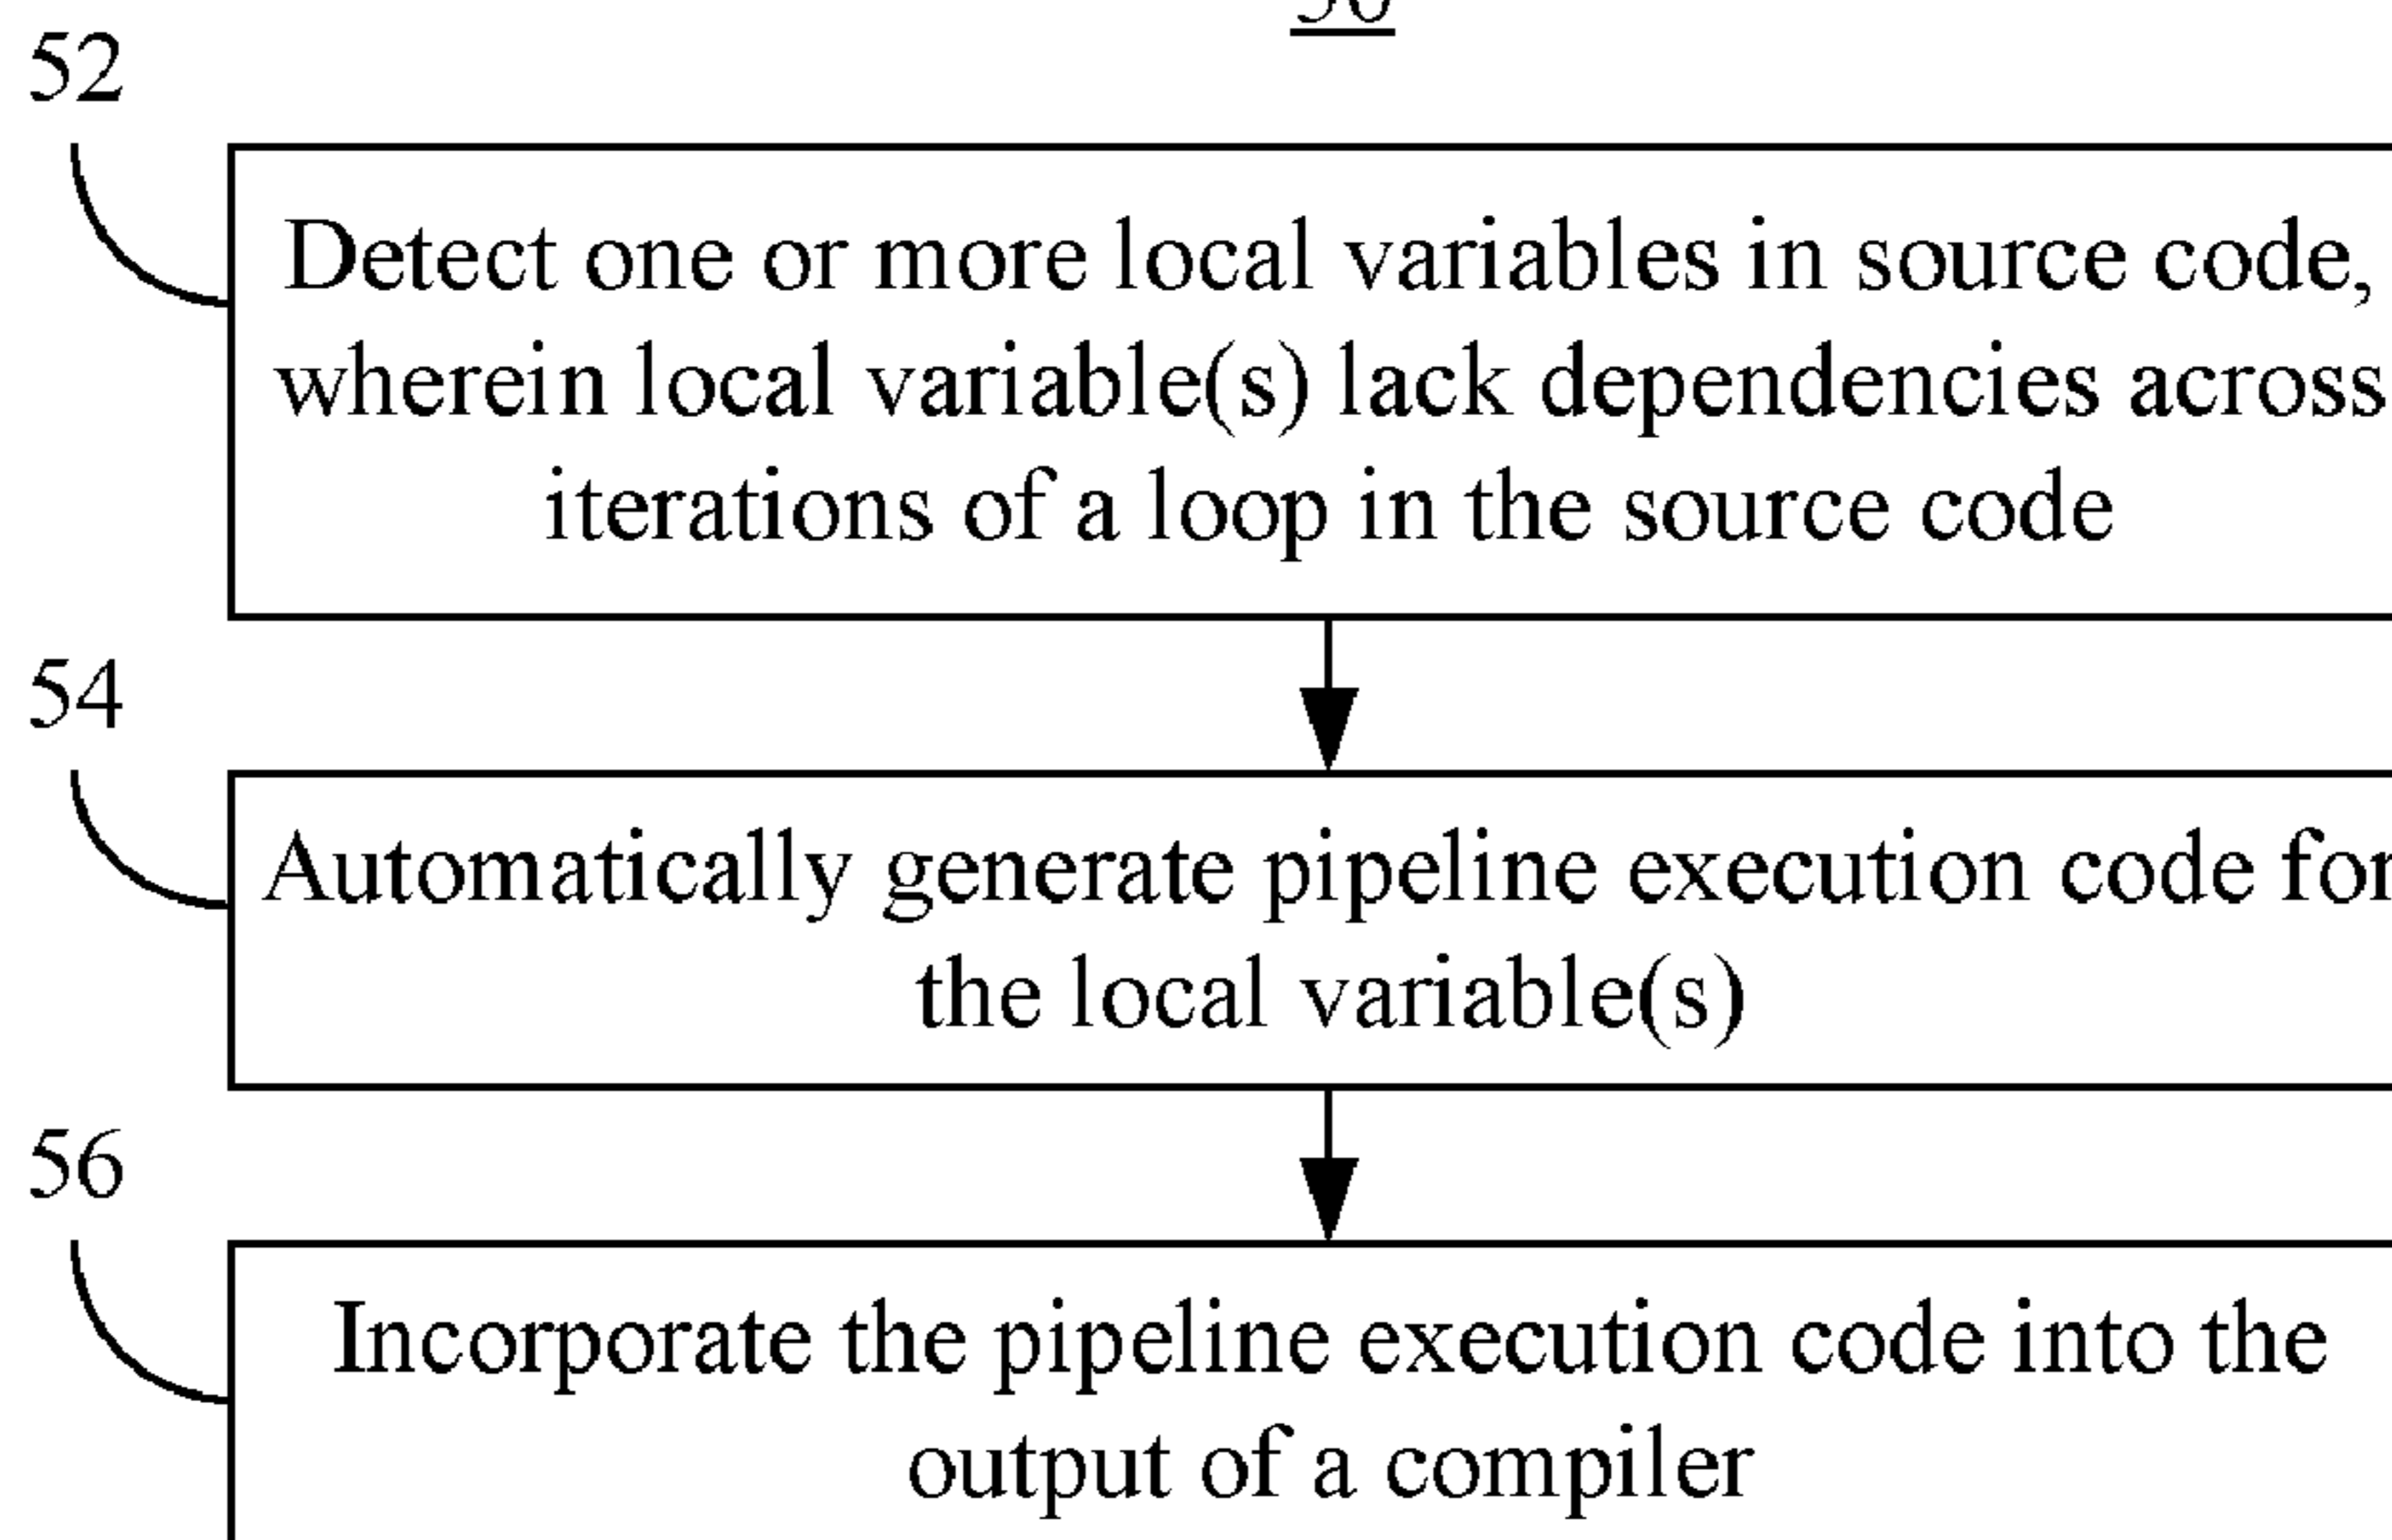 52
Detect one or more local variables in source code,
wherein local variable(s) lack dependencies across
iterations of a loop in the source code
54
Automatically generate pipeline execution code for
the local variable(s)
56
Incorporate the pipeline execution code into the
output of a compiler